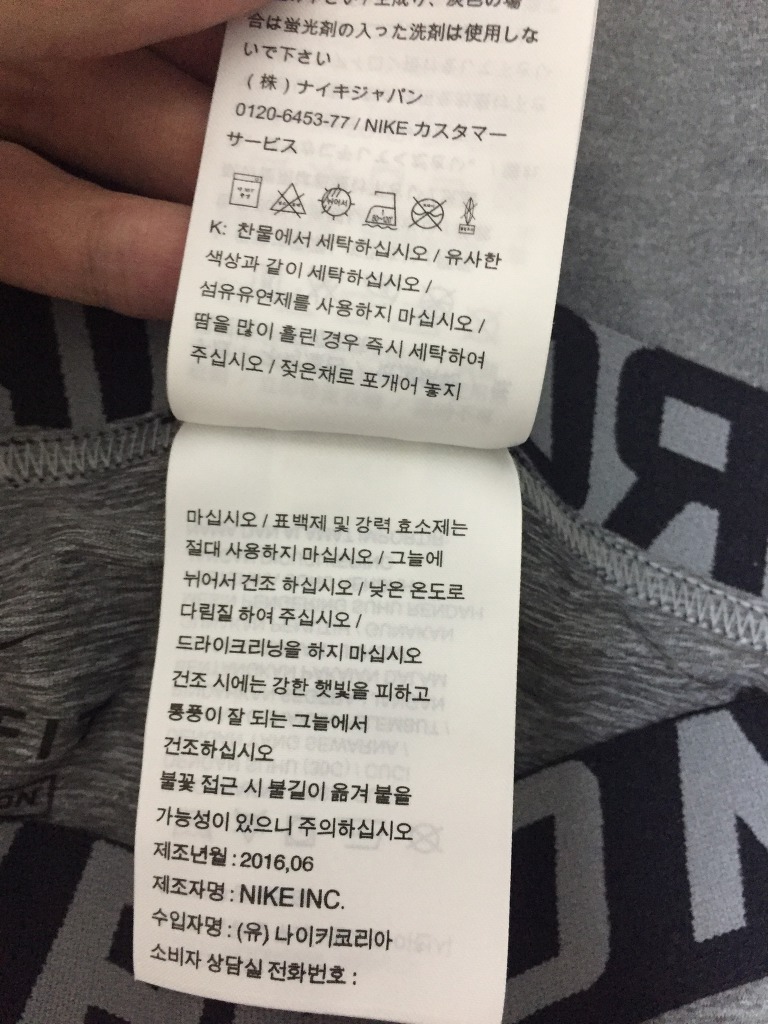 合は蛍光剤の入った洗剤は使用しな
いで下さい
(株)ナイキジャパン
0120-6453-77 / NIKE カスタマー
サービス
K: 찬물에서 세탁하십시오 / 유사한
색상과 같이 세탁하십시오 /
섬유유연제를 사용하지 마십시오 /
땀을 많이 흘린 경우 즉시 세탁하여
주십시오 / 젖은채로 포개어 놓지
마십시오 / 표백제 및 강력 효소제는
절대 사용하지 마십시오 / 그늘에
뉘어서 건조 하십시오 / 낮은 온도로
다림질 하여 주십시오 /
드라이크리닝을 하지 마십시오
건조 시에는 강한 햇빛을 피하고
통풍이 잘 되는 그늘에서
건조하십시오
불꽃 접근 시 불길이 옮겨 붙을
가능성이 있으니 주의하십시오
제조년월 : 2016,06
제조자명 : NIKE INC.
수입자명 : (유) 나이키코리아
소비자 상담실 전화번호 :